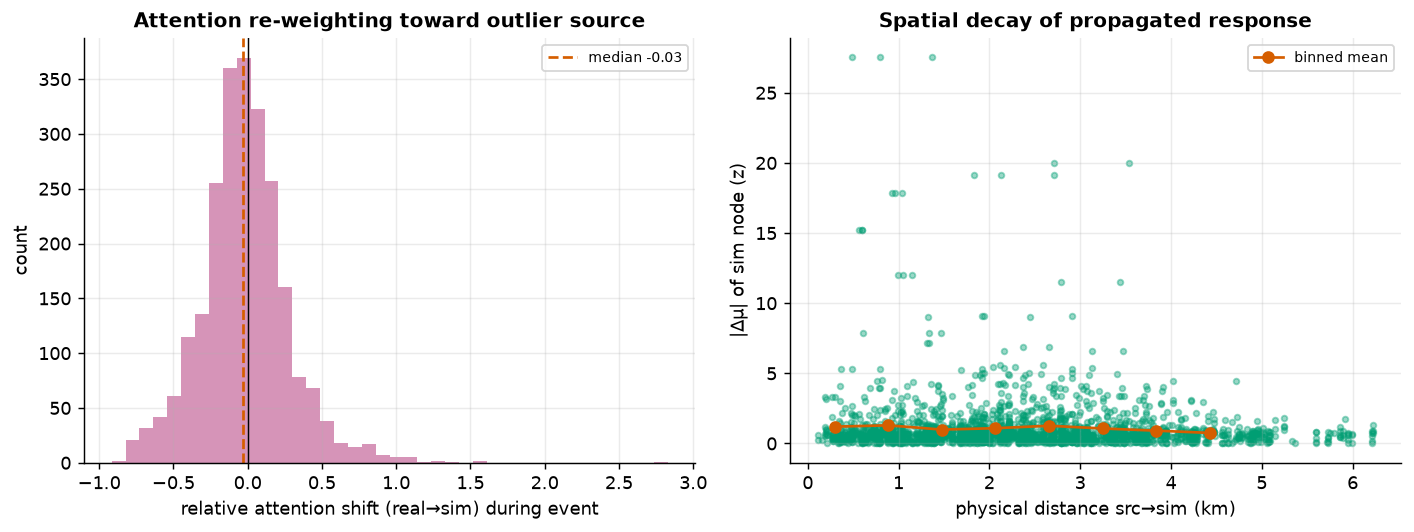 Attention re-weighting toward outlier source
median -0.03
count
350
300
250
200
150
100
50
0
−1.0 −0.5 0.0 0.5 1.0 1.5 2.0 2.5 3.0
relative attention shift (real→sim) during event
Spatial decay of propagated response
binned mean
|Δμ| of sim node (z)
25
20
15
10
5
0
0 1 2 3 4 5 6
physical distance src→sim (km)